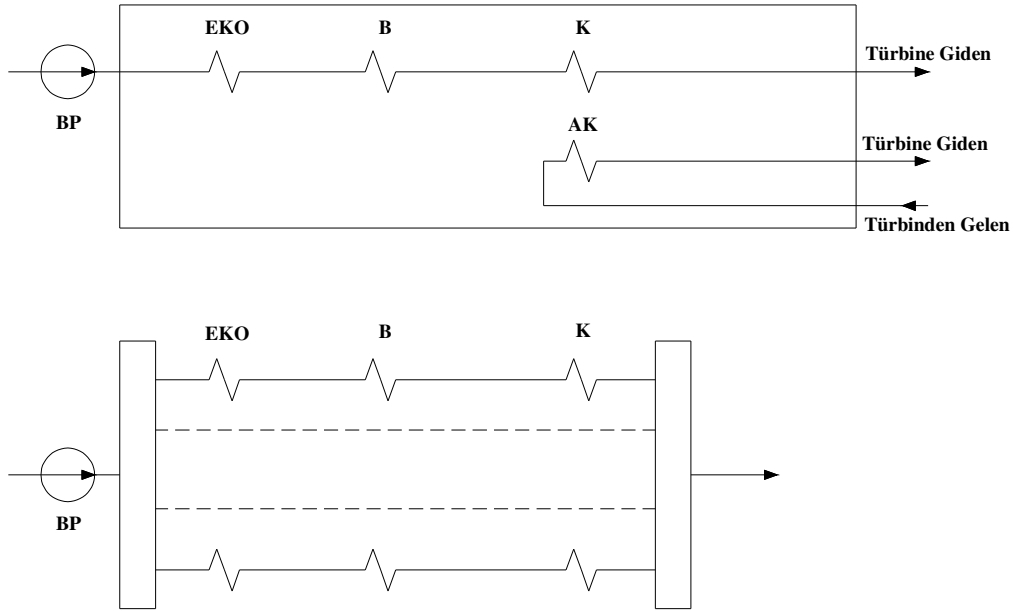 EKO
B
K
Türbine Giden
BP
AK
Türbine Giden
Türbinden Gelen
EKO
B
K
BP